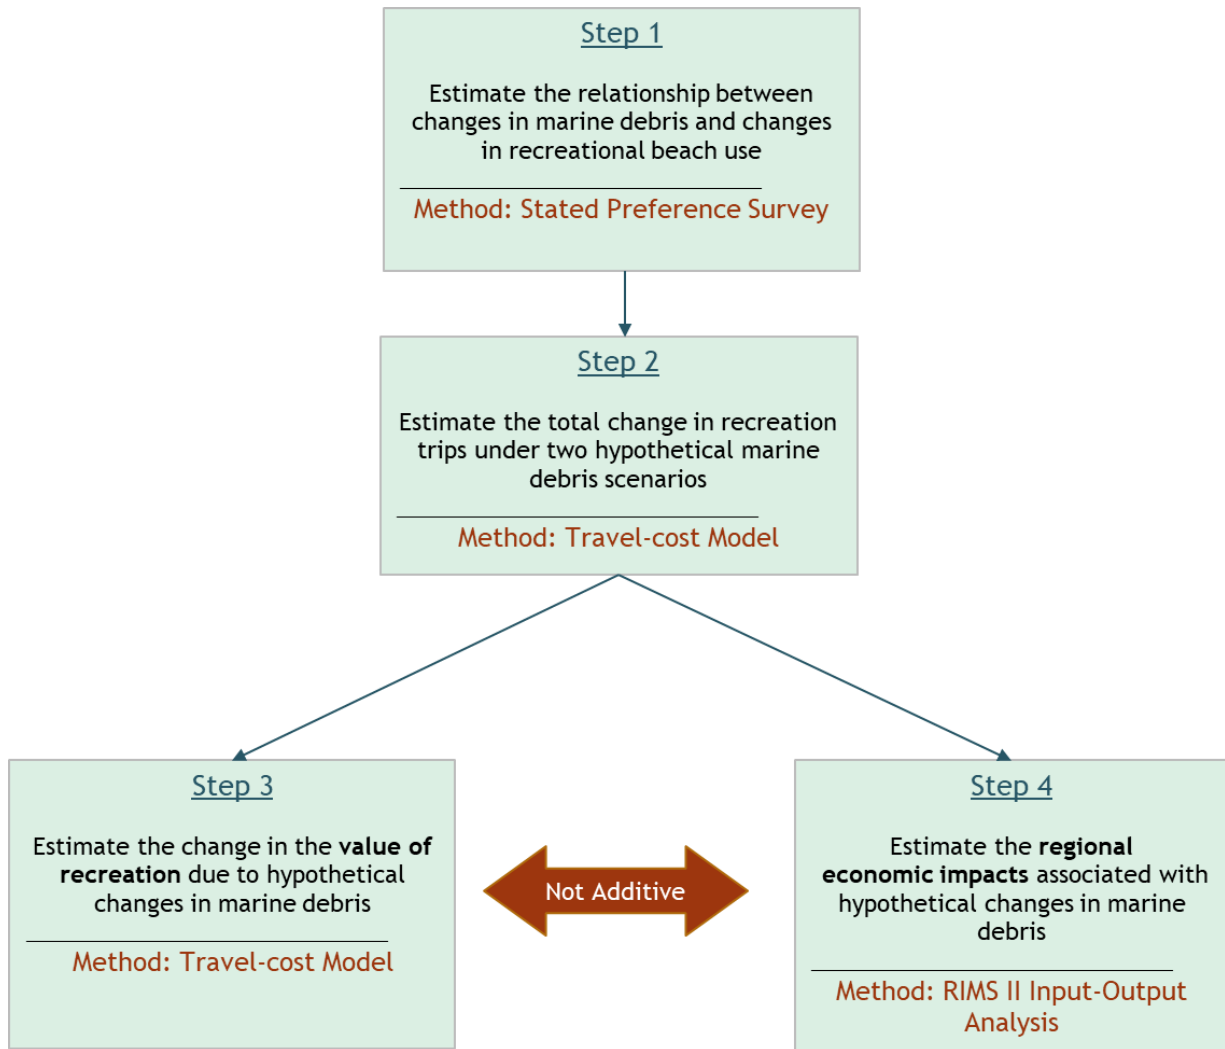 Step 1
Estimate the relationship between
changes in marine debris and changes
in recreational beach use
Method: Stated Preference Survey
Step 2
Estimate the total change in recreation
trips under two hypothetical marine
debris scenarios
Method: Travel-cost Model
Step 3
Estimate the change in the value of
recreation due to hypothetical
changes in marine debris
Method: Travel-cost Model
Not Additive
Step 4
Estimate the regional
economic impacts associated with
hypothetical changes in marine
debris
Method: RIMS II Input-Output
Analysis